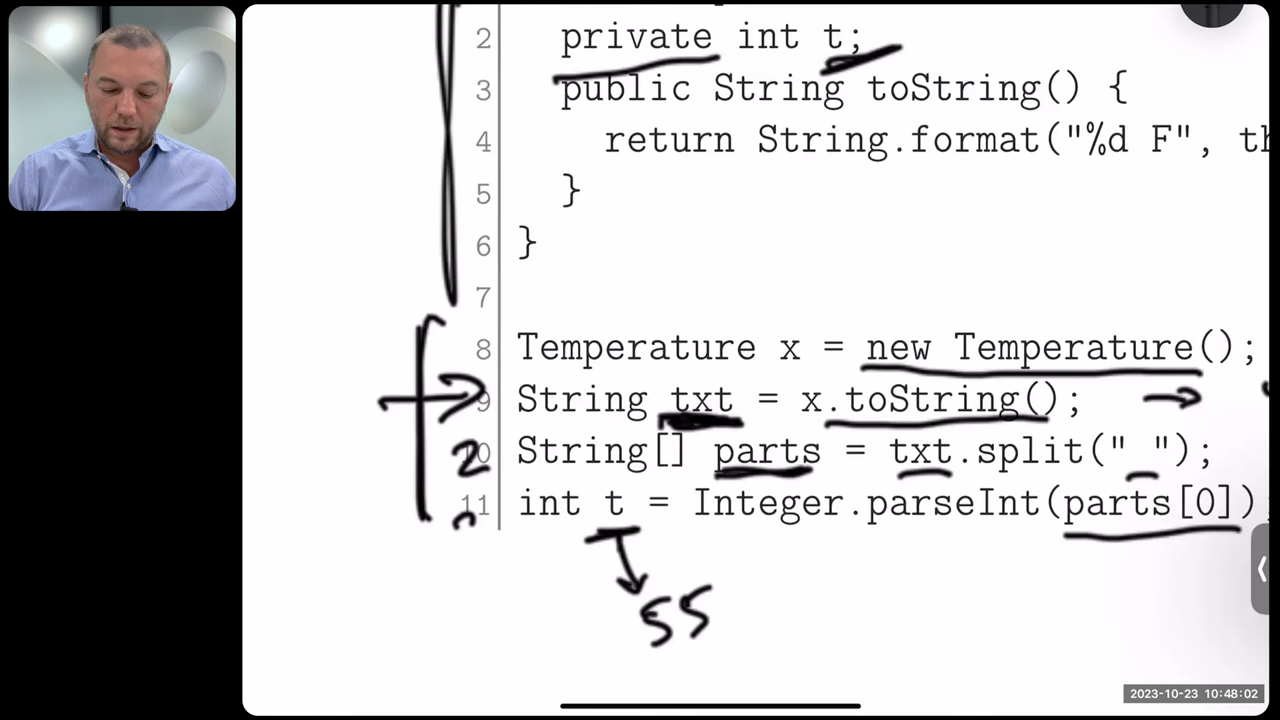 2 private int t;
3 public String toString() {
4 return String.format("%d F", th
5 }
6 }
7
8 Temperature x = new Temperature();
9 String txt = x.toString();
10 String[] parts = txt.split(" ");
11 int t = Integer.parseInt(parts[0]);
55
2023-10-23 10:48:02